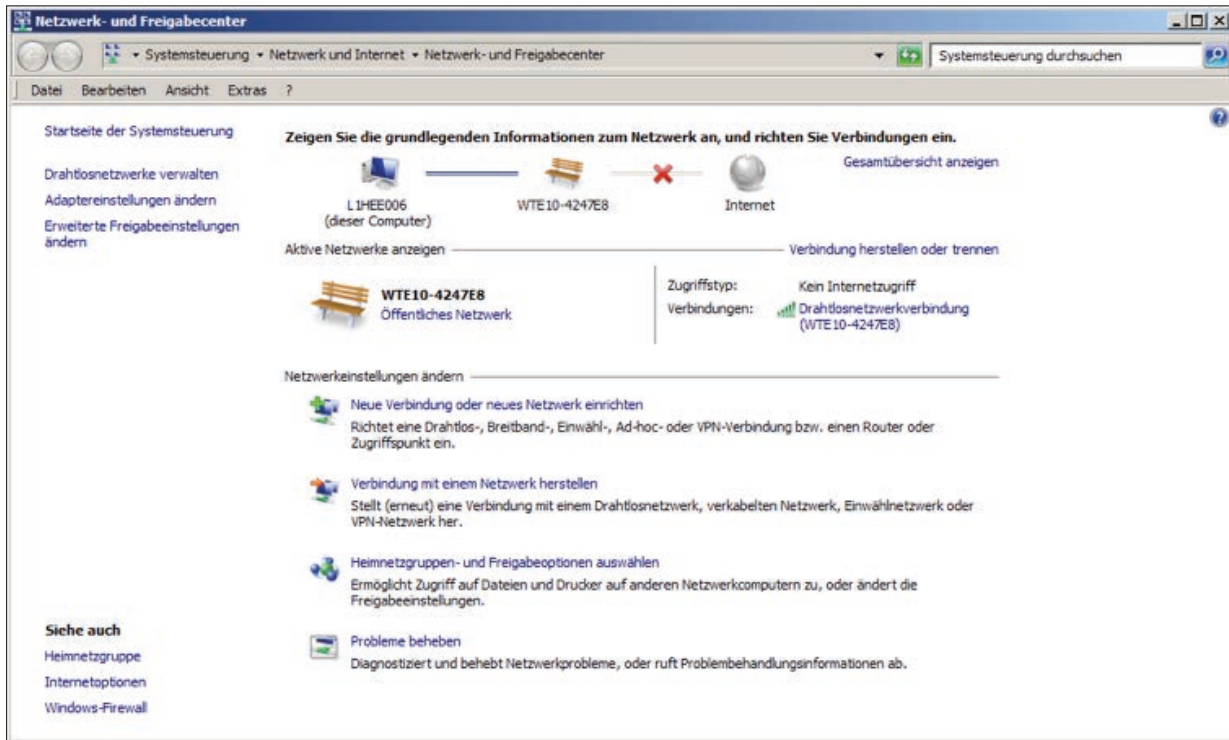 Netzwerk- und Freigabecenter
Systemsteuerung Netzwerk und Internet Netzwerk- und Freigabecenter
Systemsteuerung durchsuchen
Datei Bearbeiten Ansicht Extras ?
Startseite der Systemsteuerung
Drahtlosnetzwerke verwalten
Adaptereinstellungen ändern
Erweiterte Freigabeeinstellungen
ändern
Zeigen Sie die grundlegenden Informationen zum Netzwerk an, und richten Sie Verbindungen ein.
Gesamtübersicht anzeigen
L1HEE006
(dieser Computer)
WTE10-4247E8
Internet
Aktive Netzwerke anzeigen
Verbindung herstellen oder trennen
WTE10-4247E8
Öffentliches Netzwerk
Zugriffstyp: Kein Internetzugriff
Verbindungen: Drahtlosnetzwerkverbindung
(WTE10-4247E8)
Netzwerkeinstellungen ändern
Neue Verbindung oder neues Netzwerk einrichten
Richtet eine Drahtlos-, Breitband-, Einwähl-, Ad-hoc- oder VPN-Verbindung bzw. einen Router oder
Zugriffspunkt ein.
Verbindung mit einem Netzwerk herstellen
Stellt (erneut) eine Verbindung mit einem Drahtlosnetzwerk, verkabelten Netzwerk, Einwählnetzwerk oder
VPN-Netzwerk her.
Heimnetzgruppen- und Freigabeoptionen auswählen
Ermöglicht Zugriff auf Dateien und Drucker auf anderen Netzwerkcomputern zu, oder ändert die
Freigabeeinstellungen.
Probleme beheben
Diagnostiziert und behebt Netzwerkprobleme, oder ruft Problembehandlungsinformationen ab.
Siehe auch
Heimnetzgruppe
Internetoptionen
Windows-Firewall